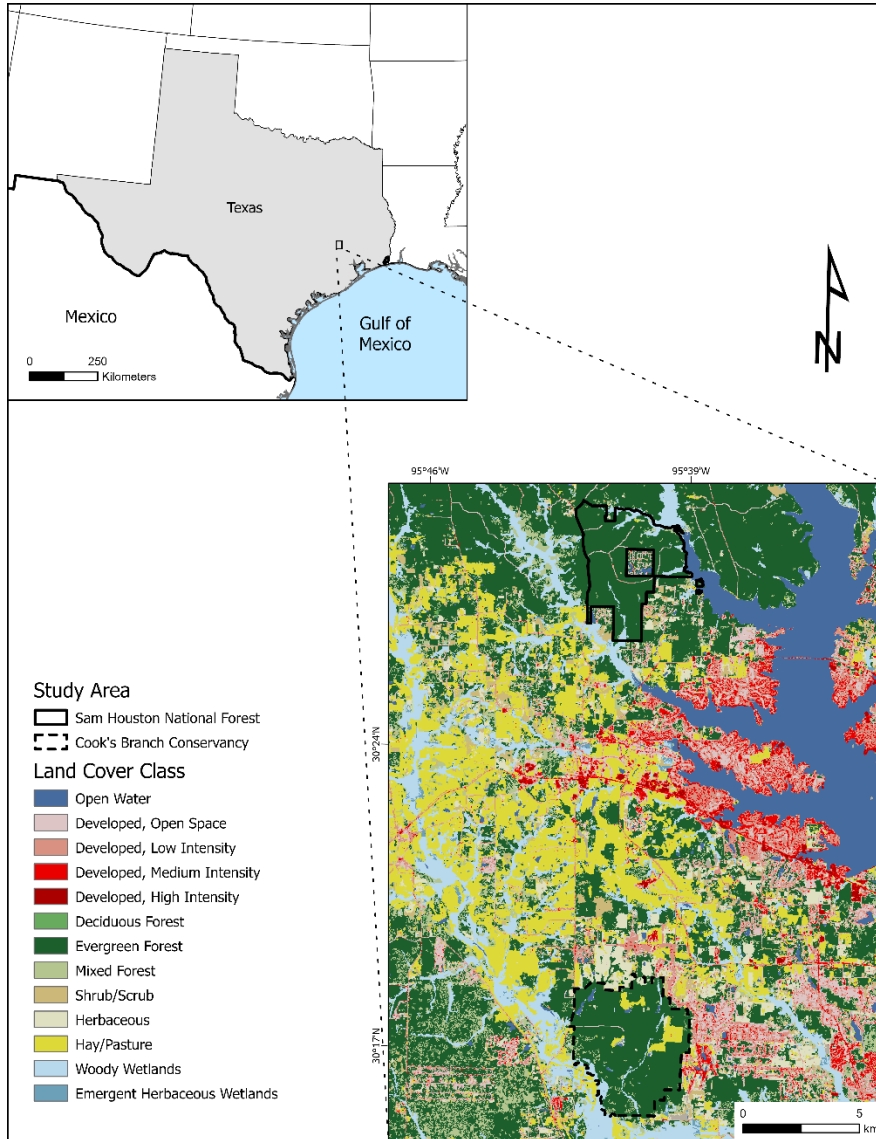 Texas
Mexico
Gulf of
Mexico
0 250
Kilometers
N
95°46'W 95°39'W
30°24'N
30°17'N
Study Area
Sam Houston National Forest
Cook's Branch Conservancy
Land Cover Class
Open Water
Developed, Open Space
Developed, Low Intensity
Developed, Medium Intensity
Developed, High Intensity
Deciduous Forest
Evergreen Forest
Mixed Forest
Shrub/Scrub
Herbaceous
Hay/Pasture
Woody Wetlands
Emergent Herbaceous Wetlands
0 5
km